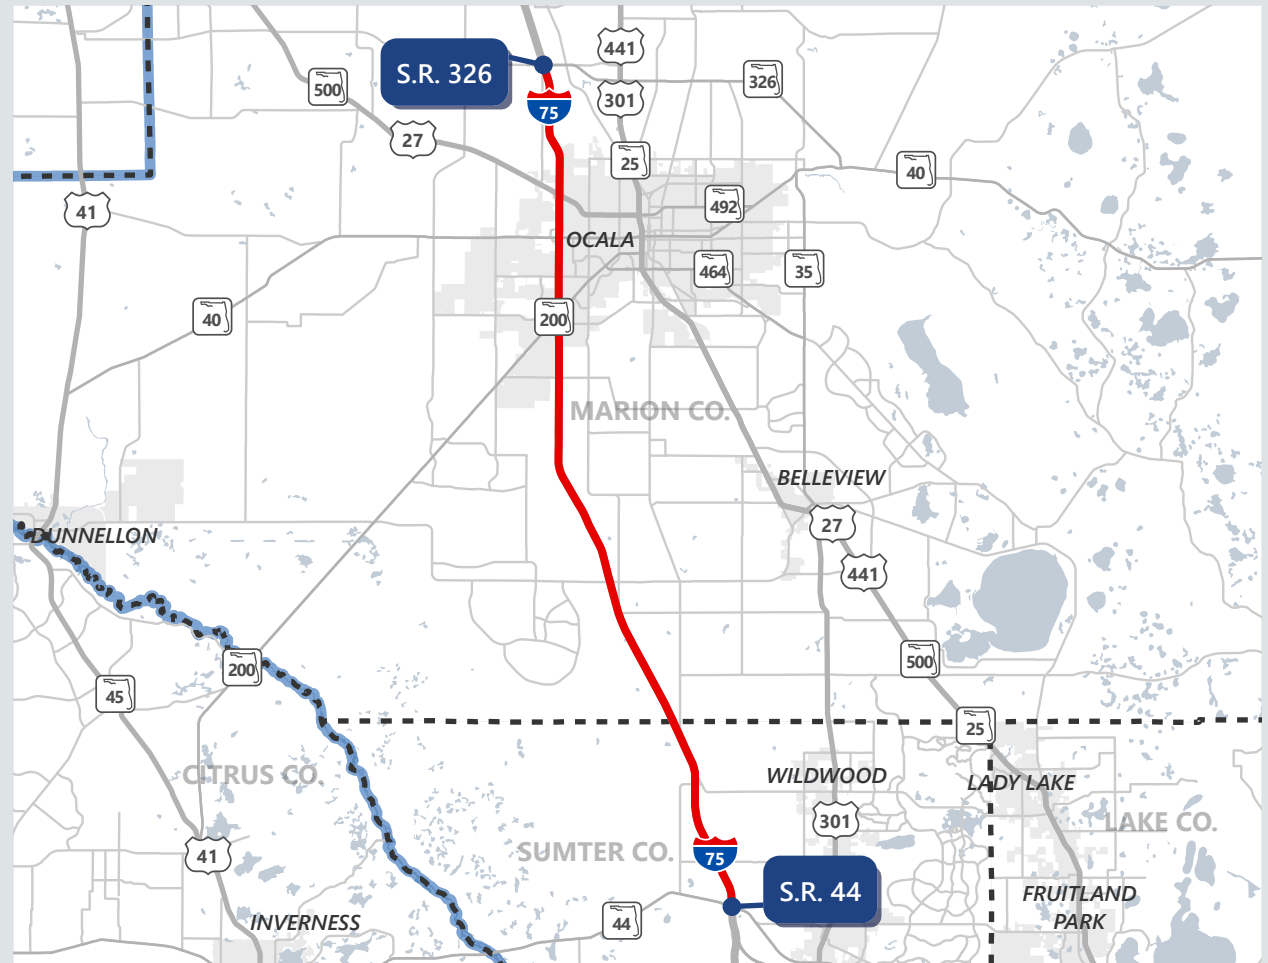 441
S.R. 326
500
326
301
75
27
25
40
492
41
OCALA
464
35
40
200
MARION CO.
BELLEVIEW
27
DUNNELLON
441
500
200
45
25
CITRUS CO.
WILDWOOD
LADY LAKE
301
LAKE CO.
SUMTER CO.
75
41
S.R. 44
FRUITLAND
PARK
INVERNESS
44